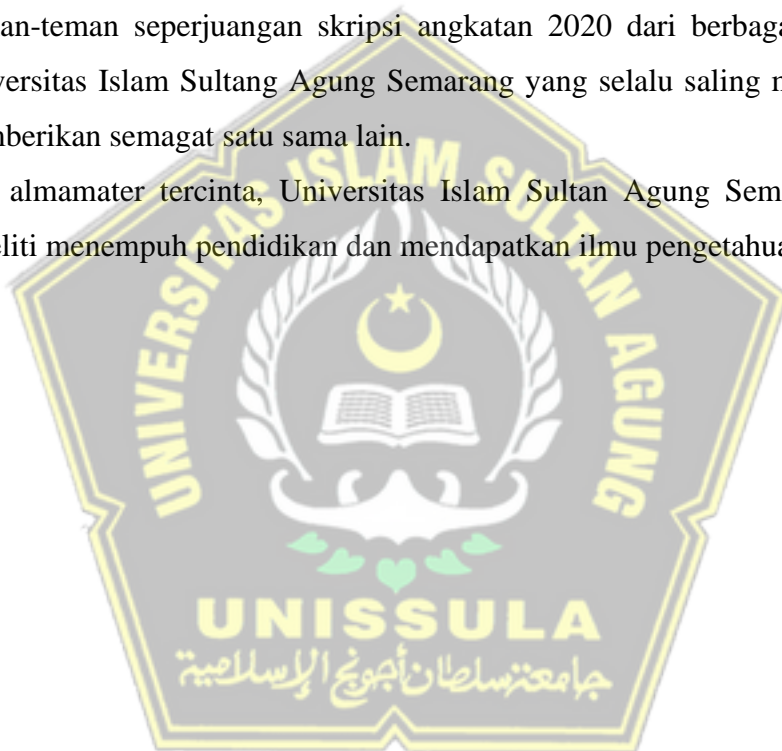 an-teman seperjuangan skripsi angkatan 2020 dari berbaga
versitas Islam Sultang Agung Semarang yang selalu saling m
nberikan semagat satu sama lain.
almamater tercinta, Universitas Islam Sultan Agung Sem
eliti menempuh pendidikan dan mendapatkan ilmu pengetahua
UNIVERSITAS ISLAM SULTAN AGUNG
UNISSULA
جامعتسلطان أجونج الإسلامية